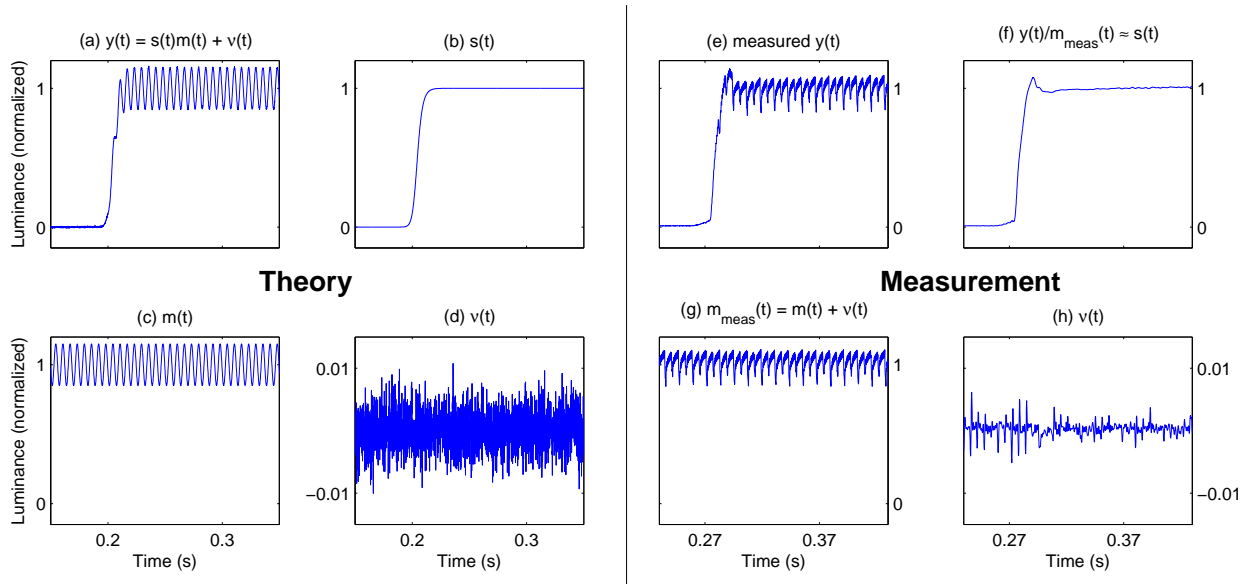 (a) y(t) = s(t)m(t) + ν(t)
(b) s(t)
(e) measured y(t)
(f) y(t)/m_meas(t) ≈ s(t)
Luminance (normalized)
1
0
1
0
1
0
1
0
Theory
Measurement
(c) m(t)
(d) ν(t)
(g) m_meas(t) = m(t) + ν(t)
(h) ν(t)
Luminance (normalized)
1
0
0.01
−0.01
1
0
0.01
−0.01
0.2
0.3
0.2
0.3
0.27
0.37
0.27
0.37
Time (s)
Time (s)
Time (s)
Time (s)